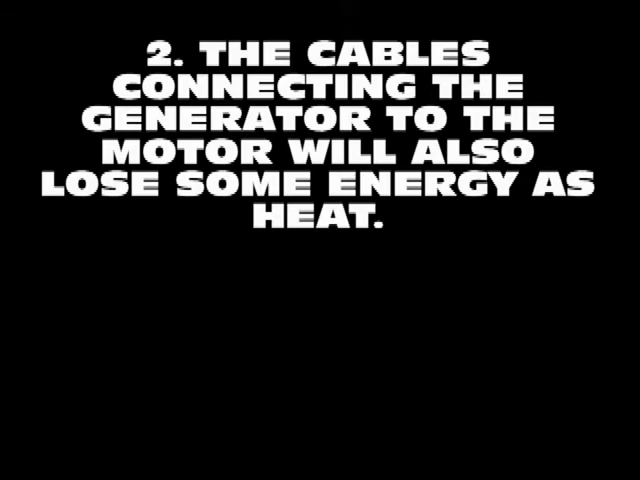 2. THE CABLES
CONNECTING THE
GENERATOR TO THE
MOTOR WILL ALSO
LOSE SOME ENERGY AS
HEAT.